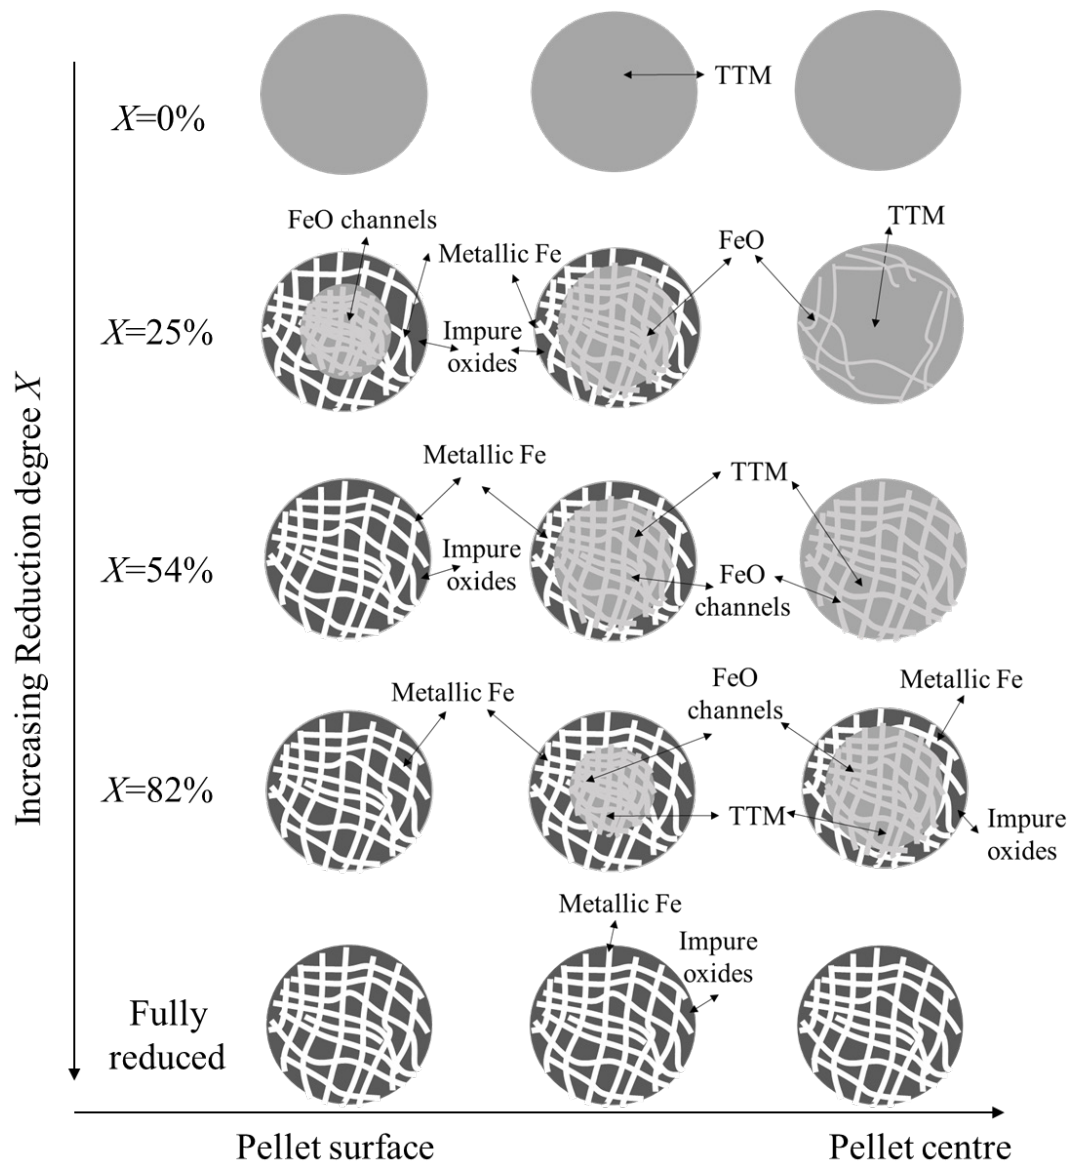 TTM
X=0%
FeO channels
TTM
Metallic Fe
FeO
X=25%
Impure
oxides
Metallic Fe
TTM
Impure
oxides
X=54%
FeO
channels
Increasing Reduction degree X
FeO
channels
Metallic Fe
Metallic Fe
X=82%
TTM
Impure
oxides
Metallic Fe
Impure
oxides
Fully
reduced
Pellet surface
Pellet centre